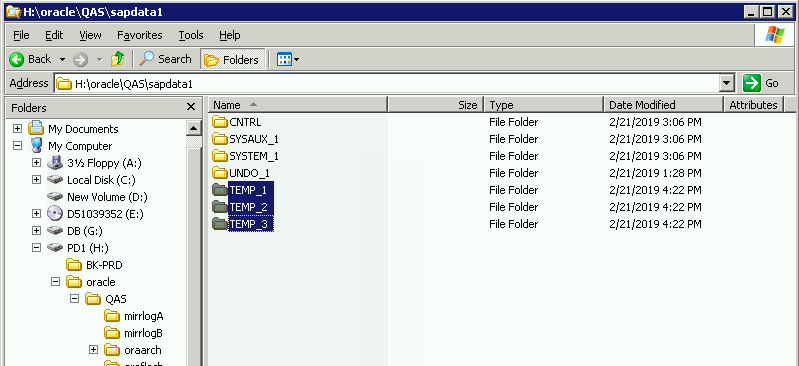 H:\oracle\QAS\sapdata1
File Edit View Favorites Tools Help
Back Search Folders
Address H:\oracle\QAS\sapdata1 Go
Folders
My Documents
My Computer
3½ Floppy (A:)
Local Disk (C:)
New Volume (D:)
D51039352 (E:)
DB (G:)
PD1 (H:)
BK-PRD
oracle
QAS
mirrlogA
mirrlogB
oraarch
Name Size Type Date Modified Attributes
CNTRL File Folder 2/21/2019 3:06 PM
SYSAUX_1 File Folder 2/21/2019 3:06 PM
SYSTEM_1 File Folder 2/21/2019 3:06 PM
UNDO_1 File Folder 2/21/2019 1:28 PM
TEMP_1 File Folder 2/21/2019 4:22 PM
TEMP_2 File Folder 2/21/2019 4:22 PM
TEMP_3 File Folder 2/21/2019 4:22 PM